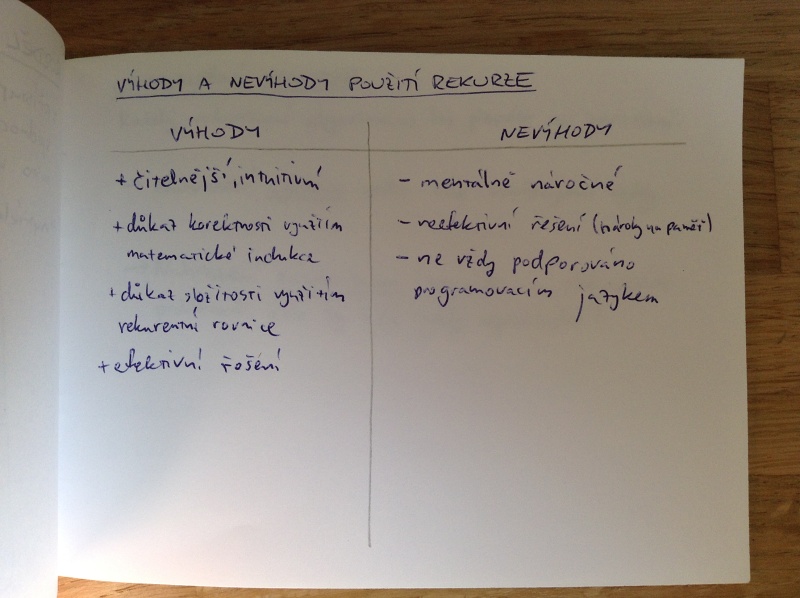 VÝHODY A NEVÝHODY POUŽITÍ REKURZE
VÝHODY
+ čitelnější, intuitivní
+ důkaz korektnosti využitím
matematické indukce
+ důkaz složitosti využitím
rekurentní rovnice
+ efektivní řešení
NEVÝHODY
- mentálně náročné
- neefektivní řešení (nároky na paměť)
- ne vždy podporováno
programovacím jazykem